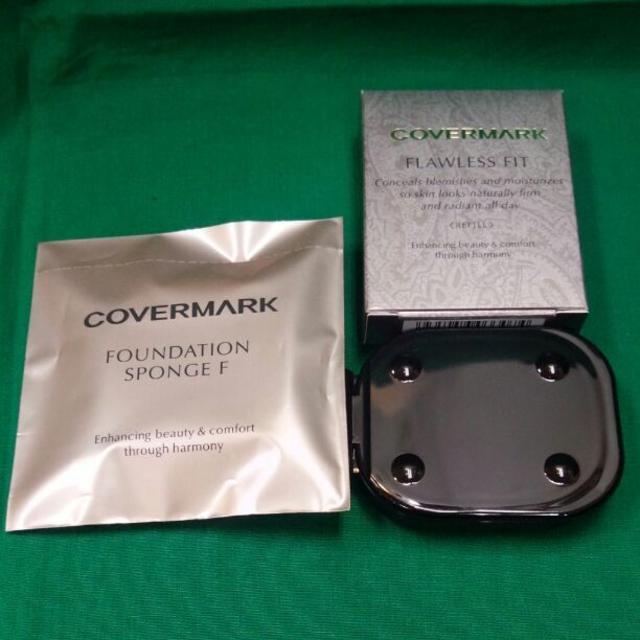 COVERMARK
FOUNDATION
SPONGE F
Enhancing beauty & comfort
through harmony
COVERMARK
FLAWLESS FIT
Conceals blemishes and moisturizes
so skin looks naturally firm
and radiant all day
<REFILL>
Enhancing beauty & comfort
through harmony